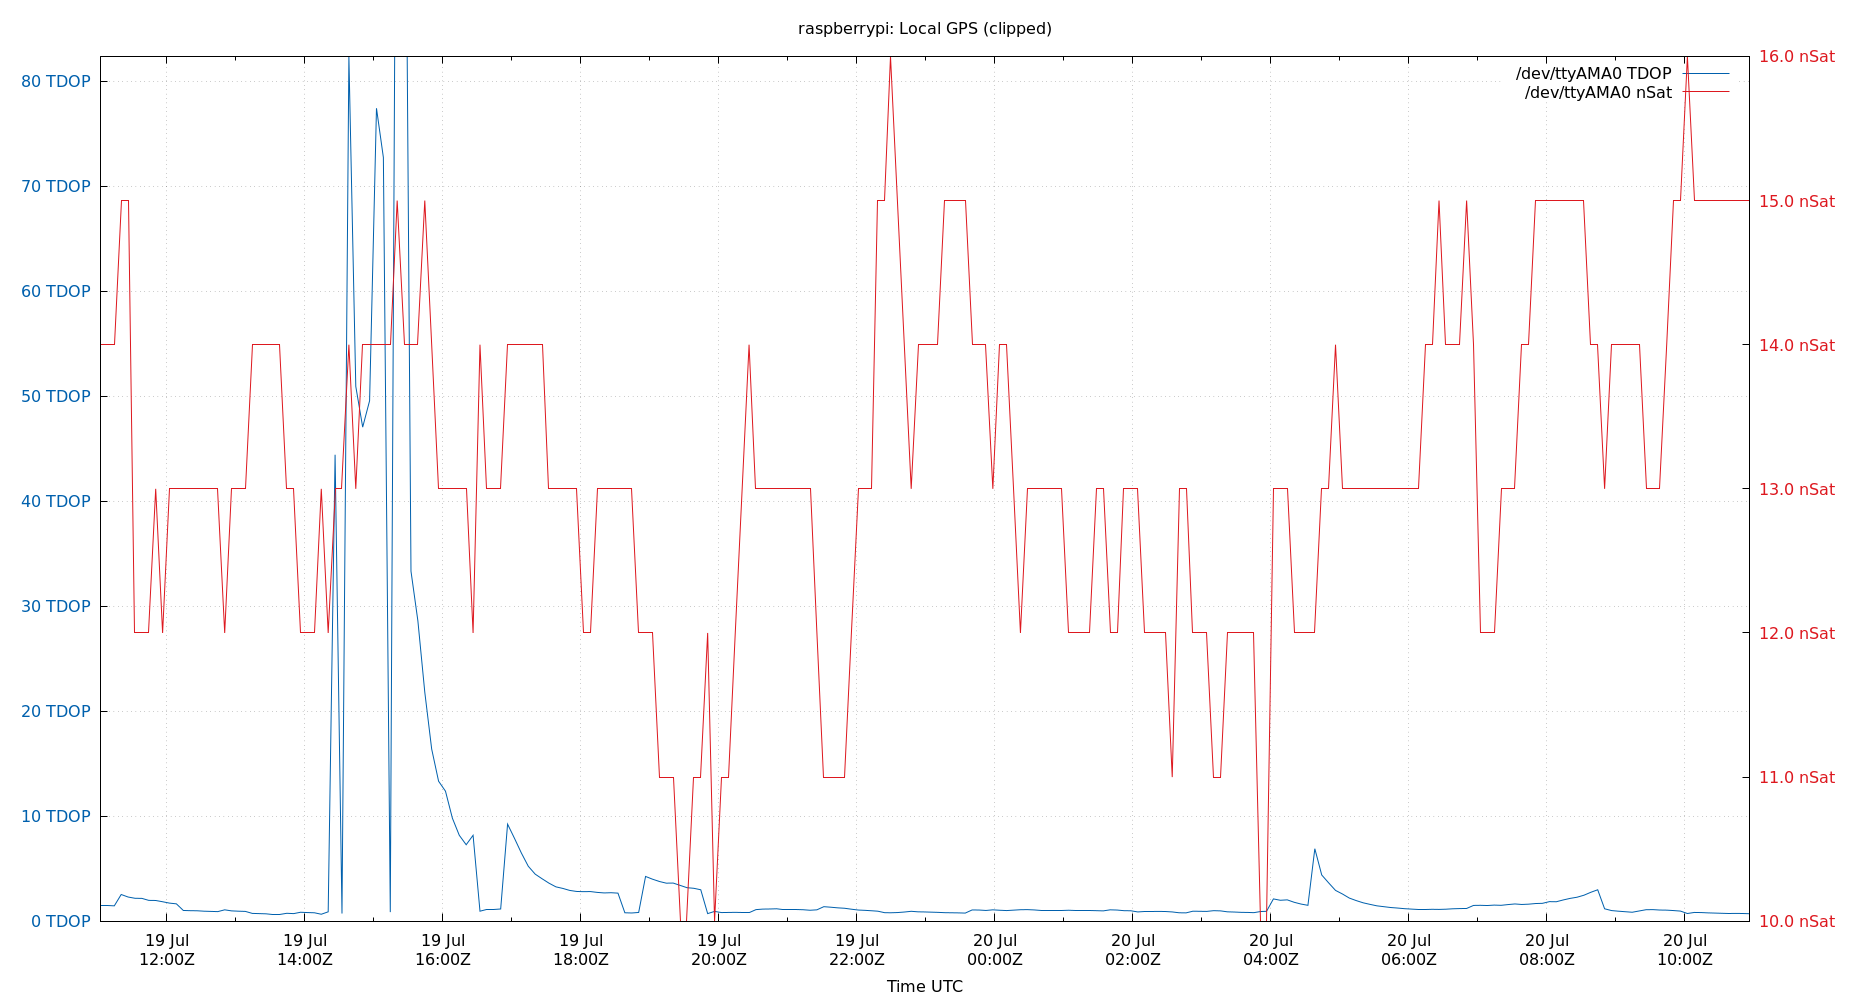 raspberrypi: Local GPS (clipped)
/dev/ttyAMA0 TDOP
/dev/ttyAMA0 nSat
80 TDOP
70 TDOP
60 TDOP
50 TDOP
40 TDOP
30 TDOP
20 TDOP
10 TDOP
0 TDOP
16.0 nSat
15.0 nSat
14.0 nSat
13.0 nSat
12.0 nSat
11.0 nSat
10.0 nSat
19 Jul
12:00Z
19 Jul
14:00Z
19 Jul
16:00Z
19 Jul
18:00Z
19 Jul
20:00Z
19 Jul
22:00Z
20 Jul
00:00Z
20 Jul
02:00Z
20 Jul
04:00Z
20 Jul
06:00Z
20 Jul
08:00Z
20 Jul
10:00Z
Time UTC